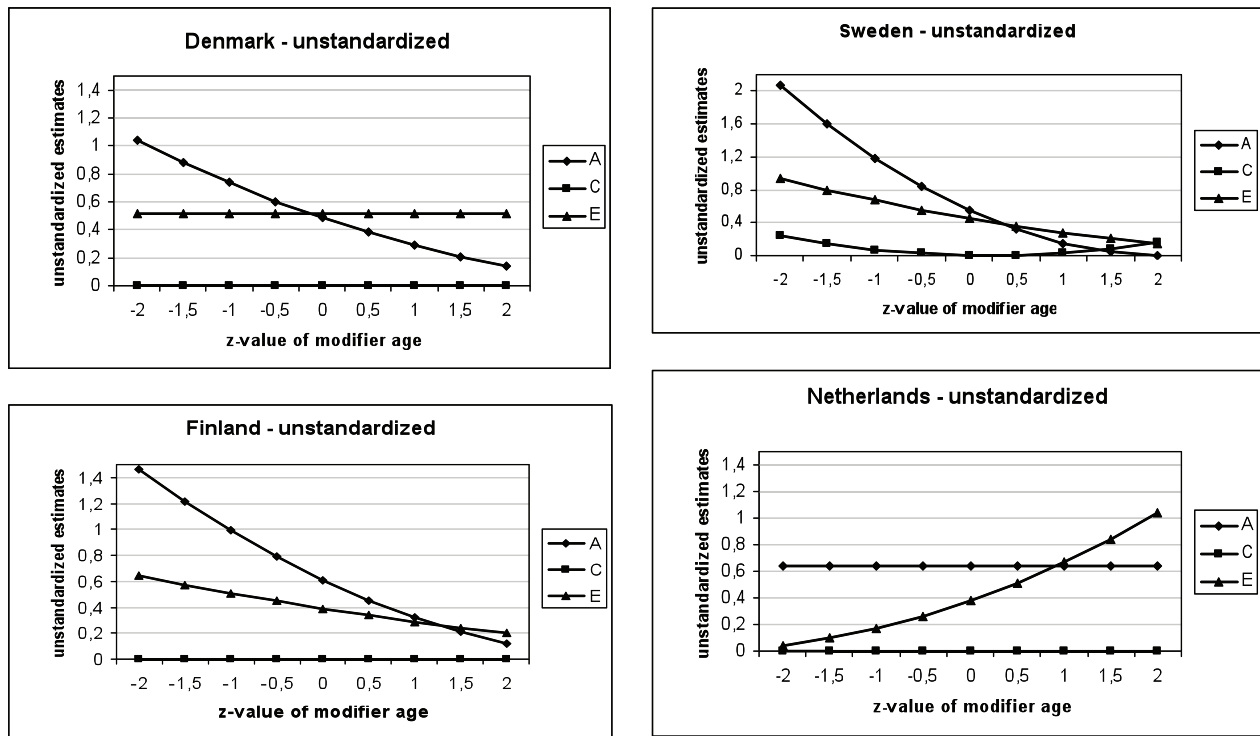 Denmark - unstandardized
unstandardized estimates
1,4
1,2
1
0,8
0,6
0,4
0,2
0
-2 -1,5 -1 -0,5 0 0,5 1 1,5 2
z-value of modifier age
A
C
E
Sweden - unstandardized
unstandardized estimates
2
1,6
1,2
0,8
0,4
0
-2 -1,5 -1 -0,5 0 0,5 1 1,5 2
z-value of modifier age
A
C
E
Finland - unstandardized
unstandardized estimates
1,4
1,2
1
0,8
0,6
0,4
0,2
0
-2 -1,5 -1 -0,5 0 0,5 1 1,5 2
z-value of modifier age
A
C
E
Netherlands - unstandardized
unstandardized estimates
1,4
1,2
1
0,8
0,6
0,4
0,2
0
-2 -1,5 -1 -0,5 0 0,5 1 1,5 2
z-value of modifier age
A
C
E